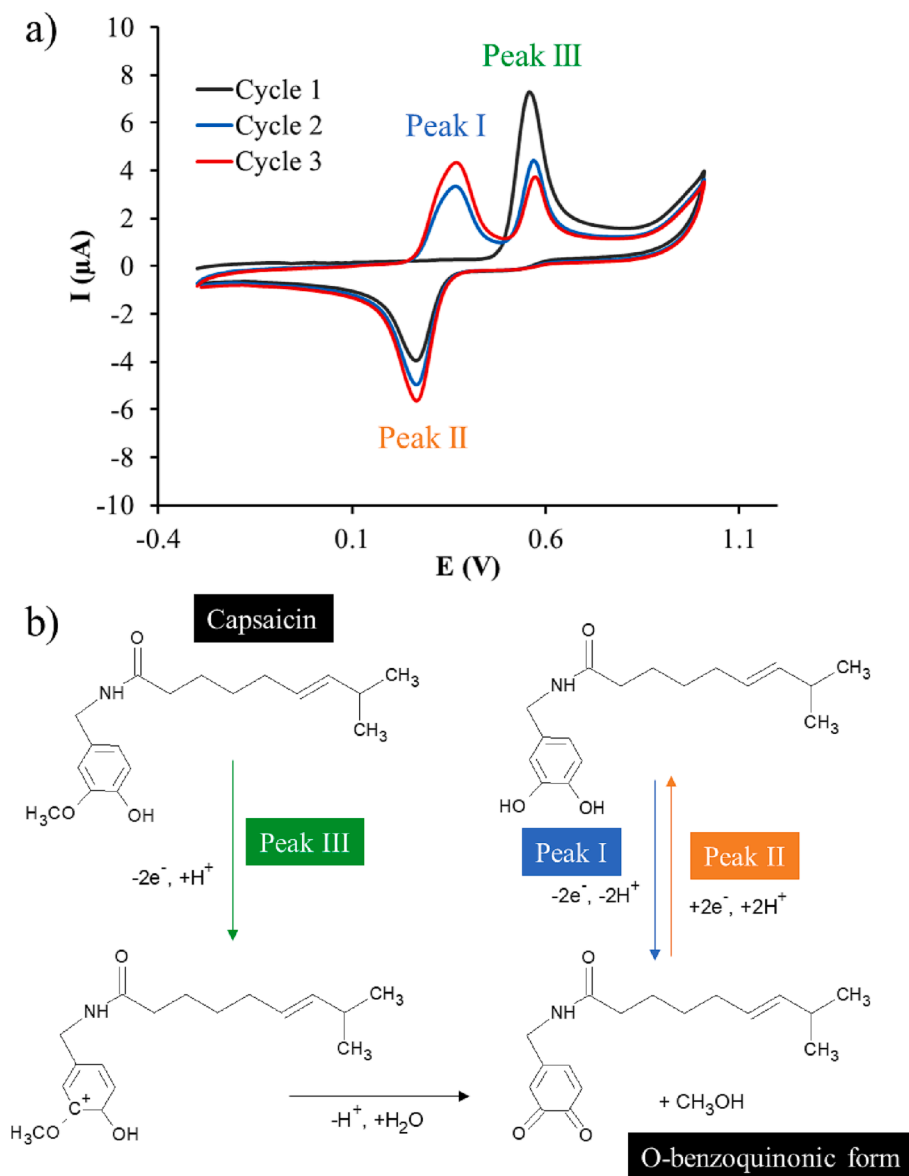 a)
Peak III
Cycle 1
Cycle 2
Cycle 3
Peak I
10
8
6
4
2
0
-2
-4
-6
-8
-10
I (µA)
Peak II
-0.4
0.1
0.6
1.1
E (V)
b)
Capsaicin
O
NH
CH3
CH3
H3C
O
OH
Peak III
-2e-, +H+
O
NH
CH3
CH3
C+
H3C
O
OH
-H+, +H2O
O
NH
CH3
CH3
HO
OH
Peak I
-2e-, -2H+
Peak II
+2e-, +2H+
O
NH
CH3
CH3
O
O
+ CH3OH
O-benzoquinonic form